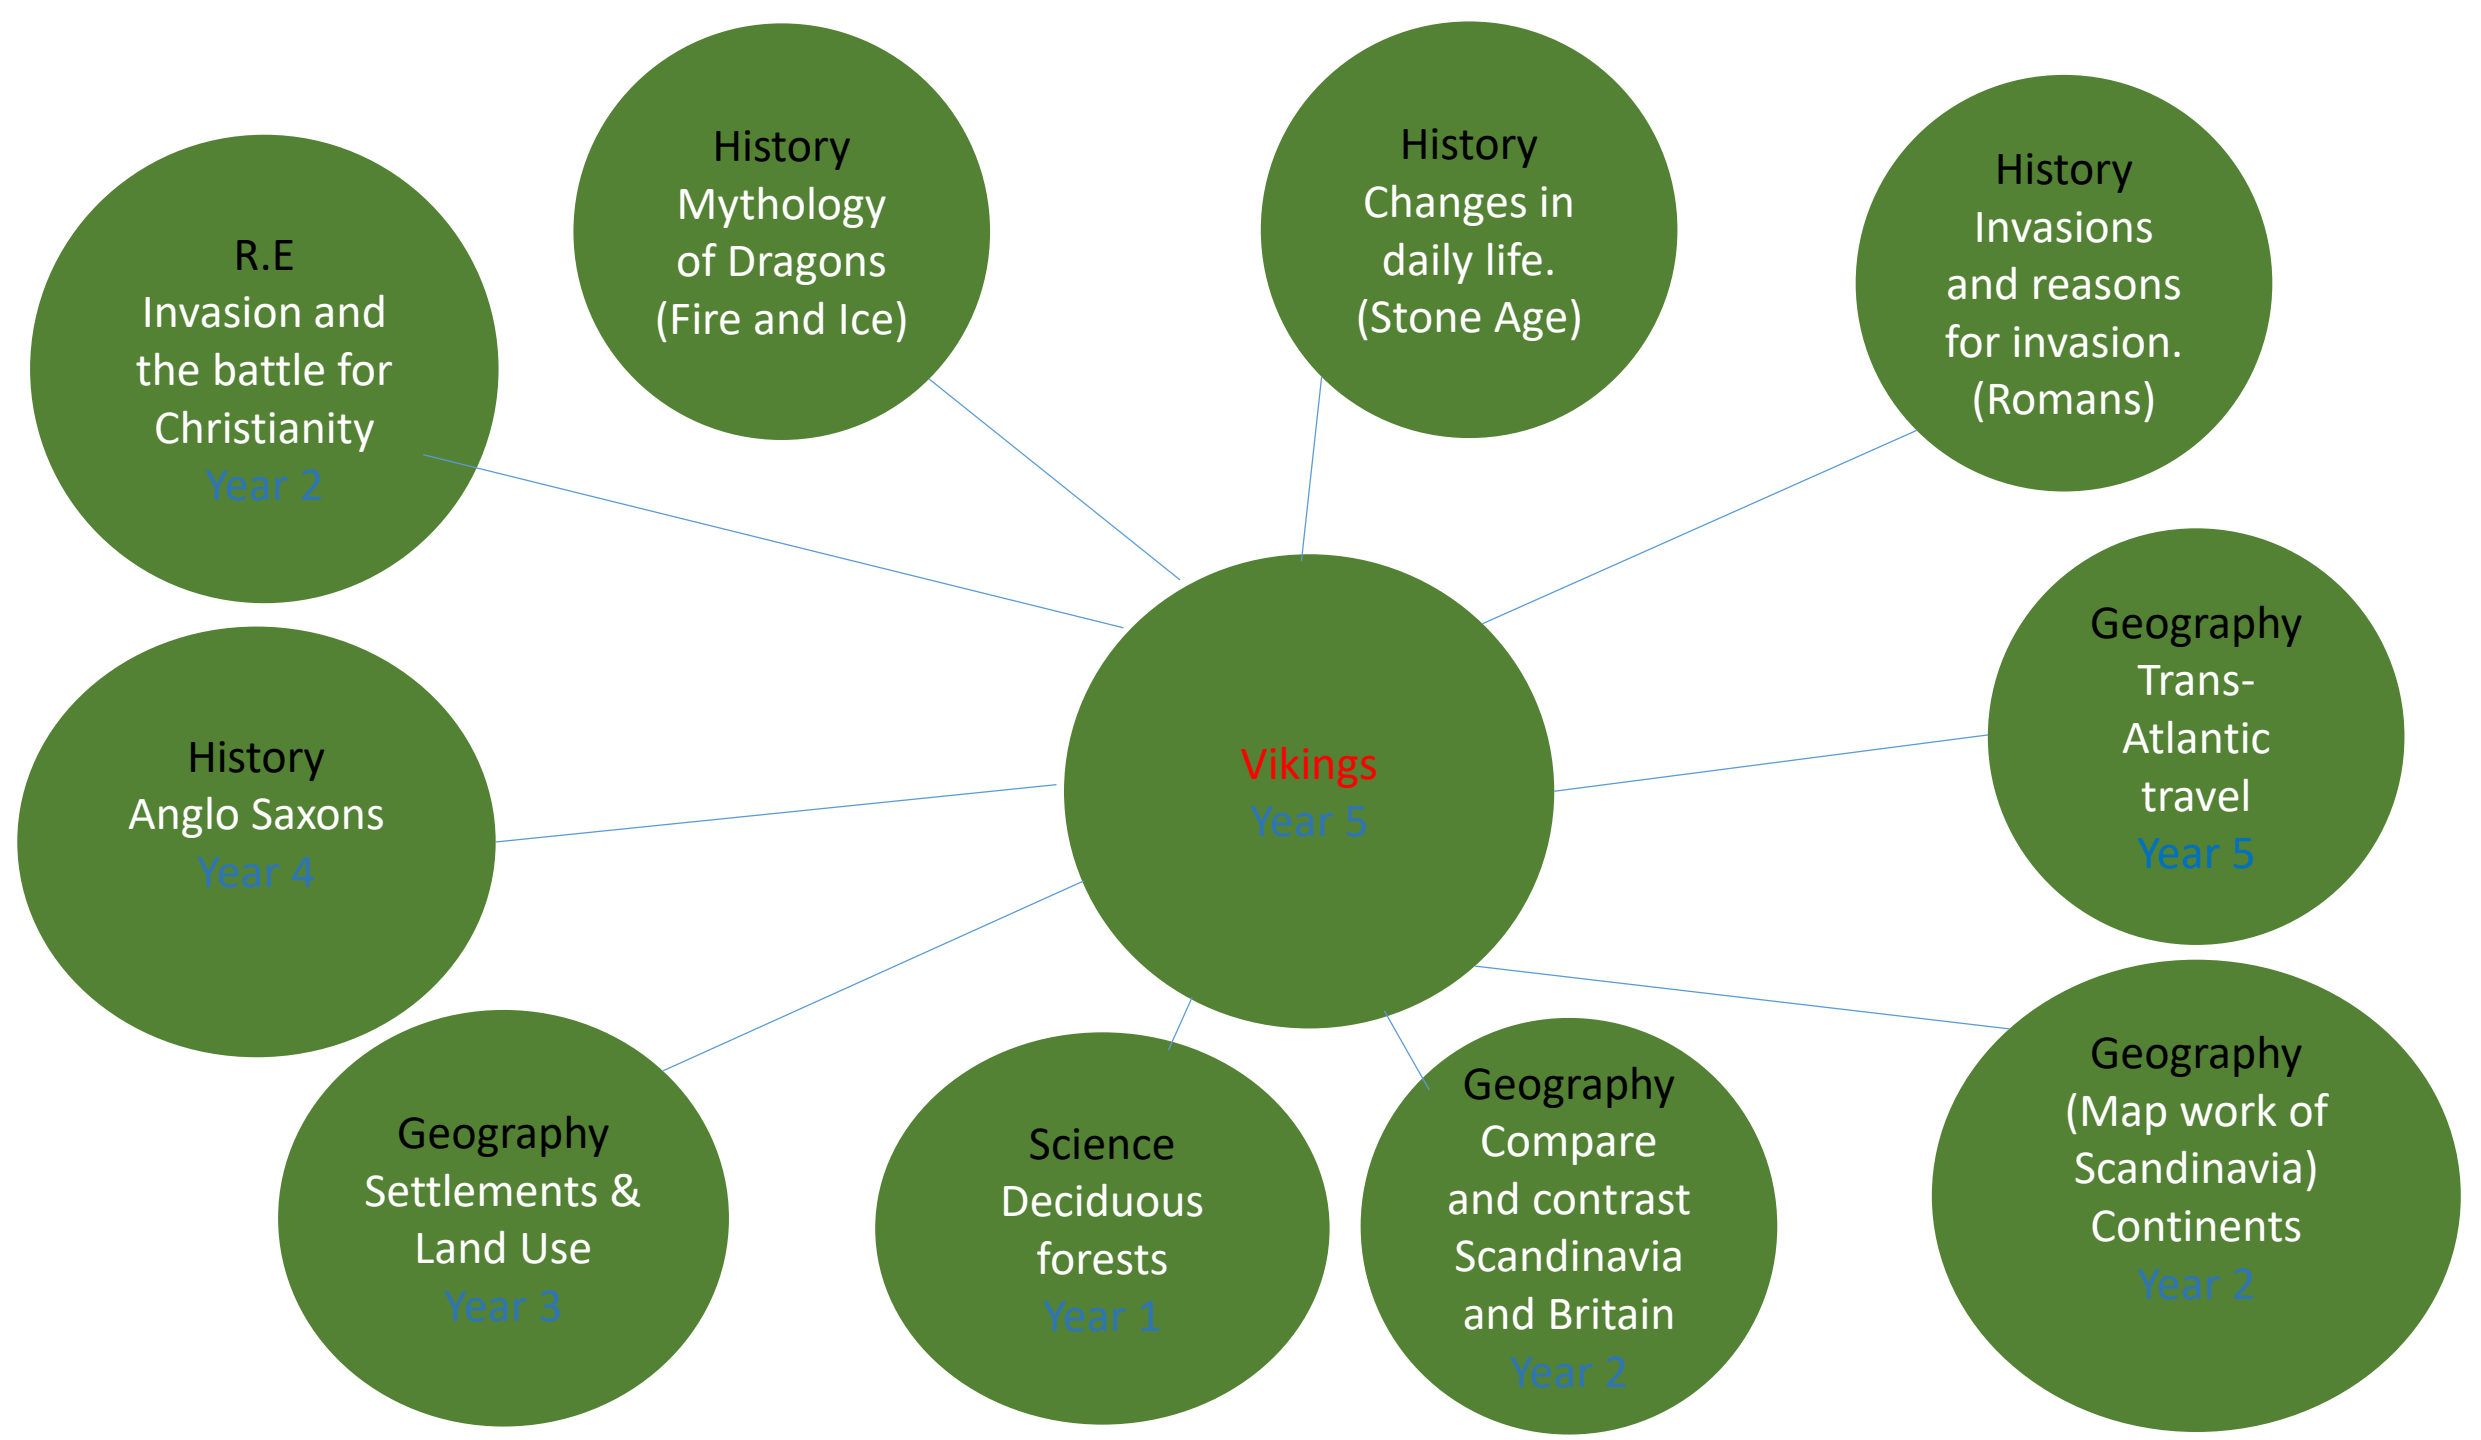 R.E
Invasion and
the battle for
Christianity
Year 2
History
Mythology
of Dragons
(Fire and Ice)
History
Changes in
daily life.
(Stone Age)
History
Invasions
and reasons
for invasion.
(Romans)
Geography
Trans-
Atlantic
travel
Year 5
Vikings
Year 5
History
Anglo Saxons
Year 4
Geography
Settlements &
Land Use
Year 3
Science
Deciduous
forests
Year 1
Geography
Compare
and contrast
Scandinavia
and Britain
Year 2
Geography
(Map work of
Scandinavia)
Continents
Year 2